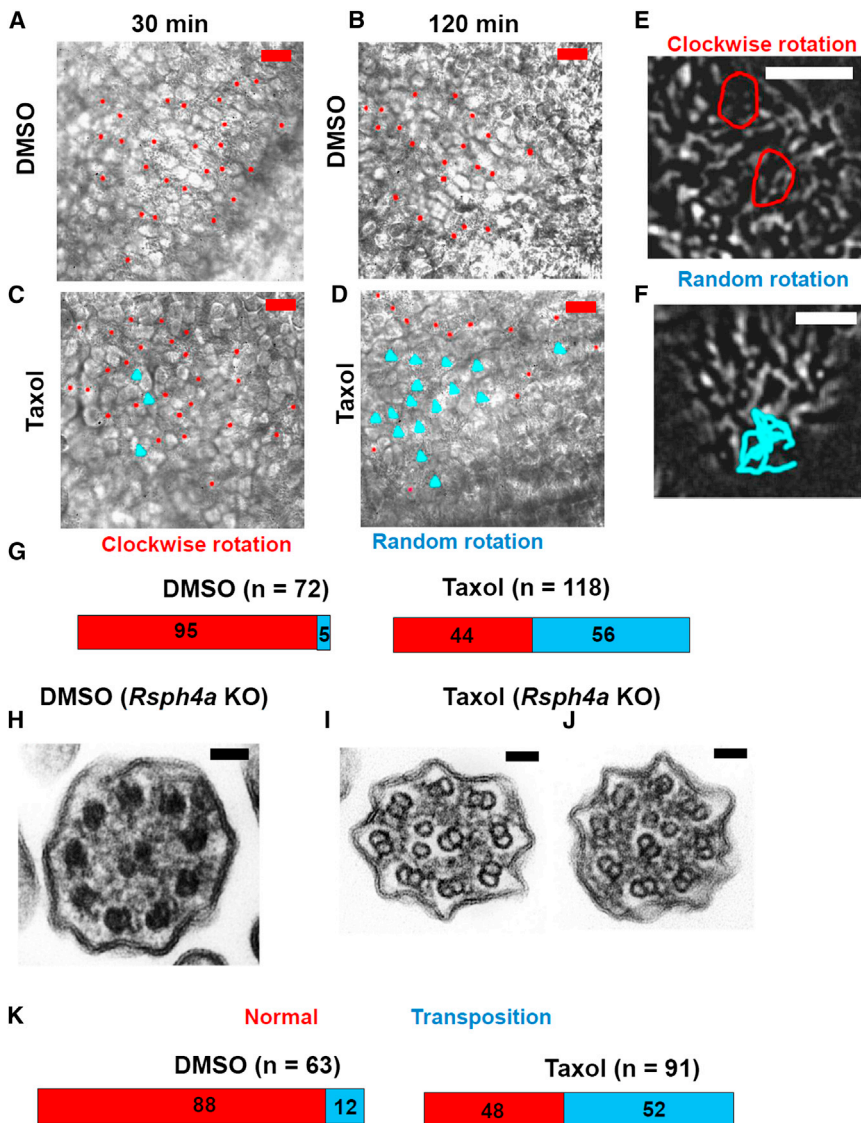 A 30 min B 120 min E
Clockwise rotation
DMSO DMSO
Random rotation
C D F
Taxol Taxol
Clockwise rotation Random rotation
G
DMSO (n = 72) Taxol (n = 118)
95 5 44 56
DMSO (Rsph4a KO) Taxol (Rsph4a KO)
H I J
K Normal Transposition
DMSO (n = 63) Taxol (n = 91)
88 12 48 52